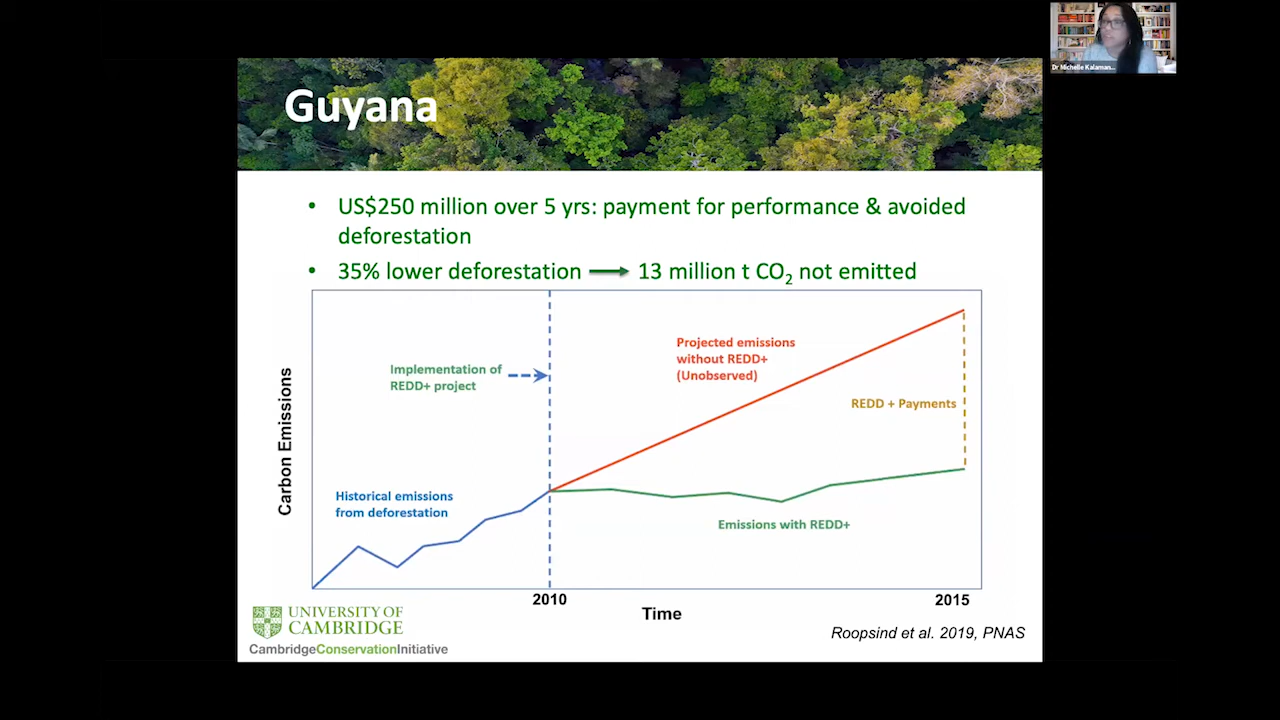 Dr Michelle Kalaman...
Guyana
• US$250 million over 5 yrs: payment for performance & avoided
deforestation
• 35% lower deforestation → 13 million t CO₂ not emitted
Carbon Emissions
Implementation of
REDD+ project
Projected emissions
without REDD+
(Unobserved)
REDD + Payments
Historical emissions
from deforestation
Emissions with REDD+
2010
2015
Time
UNIVERSITY OF
CAMBRIDGE
CambridgeConservationInitiative
Roopsind et al. 2019, PNAS